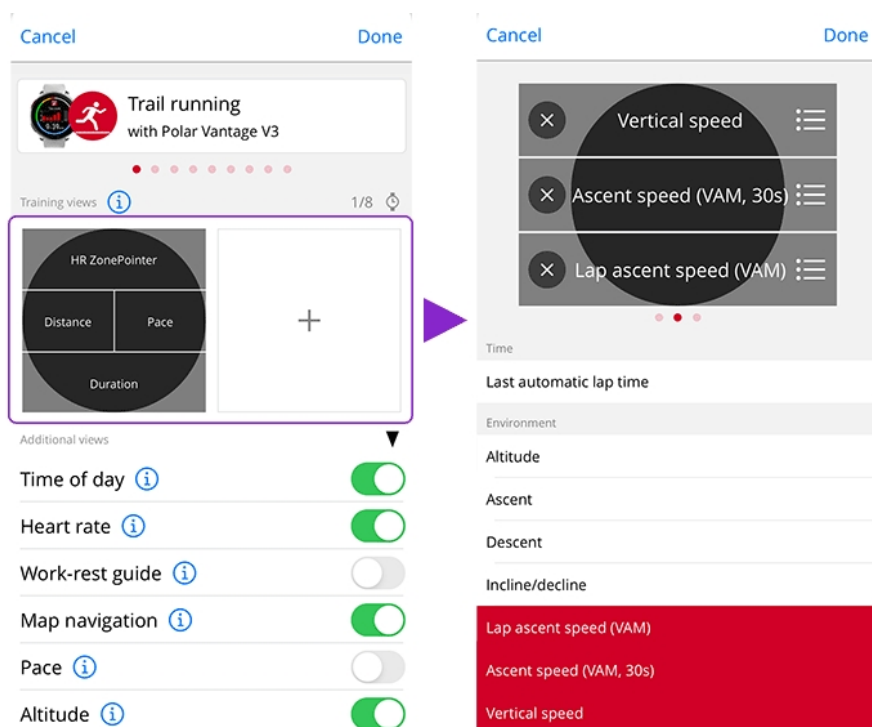 Cancel
Done
Trail running
with Polar Vantage V3
Training views
1/8
HR ZonePointer
Distance
Pace
Duration
Additional views
Time of day
Heart rate
Work-rest guide
Map navigation
Pace
Altitude
Cancel
Done
Vertical speed
Ascent speed (VAM, 30s)
Lap ascent speed (VAM)
Time
Last automatic lap time
Environment
Altitude
Ascent
Descent
Incline/decline
Lap ascent speed (VAM)
Ascent speed (VAM, 30s)
Vertical speed